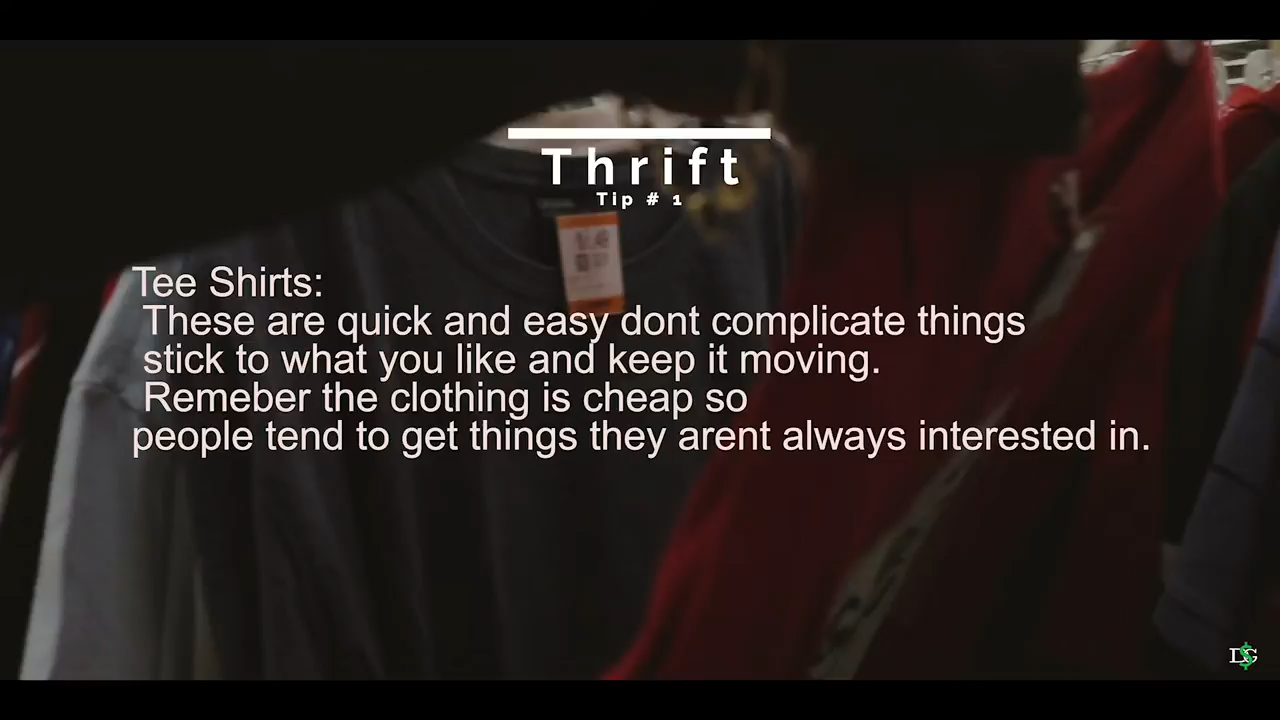 Thrift
Tip # 1
Tee Shirts:
These are quick and easy dont complicate things
stick to what you like and keep it moving.
Remeber the clothing is cheap so
people tend to get things they arent always interested in.